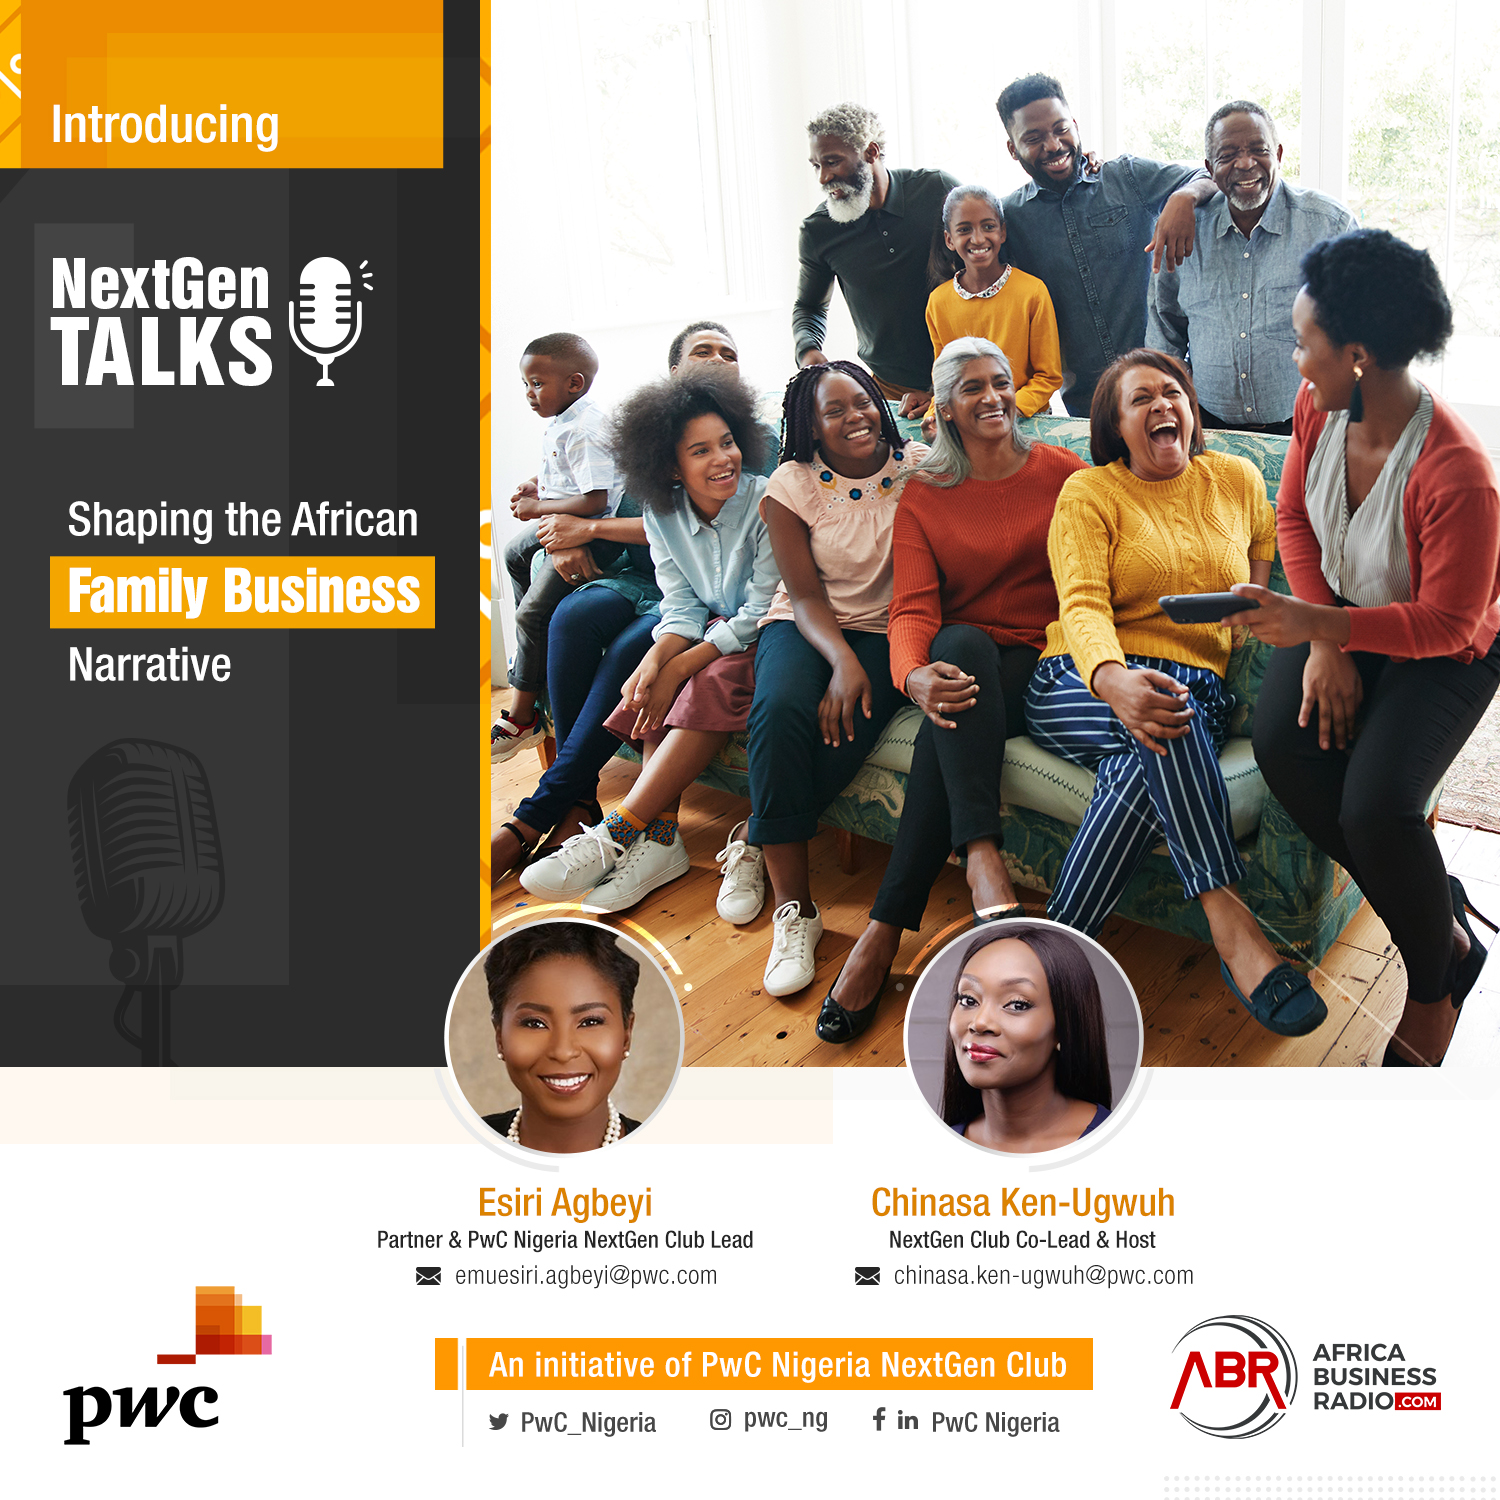 Introducing
NextGen
TALKS
Shaping the African
Family Business
Narrative
Esiri Agbeyi
Partner & PwC Nigeria NextGen Club Lead
emuesiri.agbeyi@pwc.com
Chinasa Ken-Ugwuh
NextGen Club Co-Lead & Host
chinasa.ken-ugwuh@pwc.com
pwc
An initiative of PwC Nigeria NextGen Club
PwC_Nigeria
pwc_ng
f in PwC Nigeria
ABR
AFRICA
BUSINESS
RADIO.COM